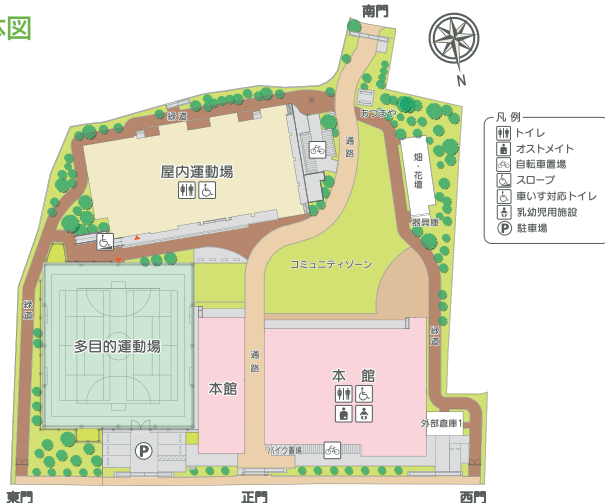 体図
南門
N
あづまや
緑道
通路
畑・花壇
屋内運動場
器具庫
コミュニティゾーン
緑道
緑道
多目的運動場
本館
通路
本館
外部倉庫1
バイク置場
P
東門
正門
西門
凡例
トイレ
オストメイト
自転車置場
スロープ
車いす対応トイレ
乳幼児用施設
P 駐車場